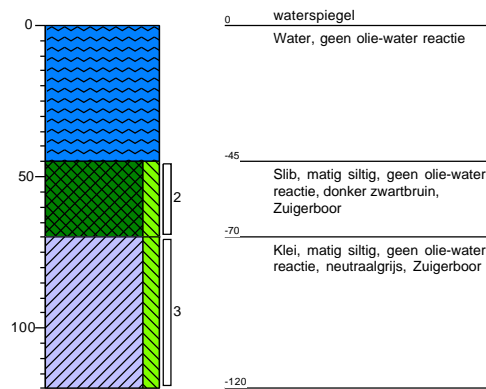 0
0
waterspiegel
Water, geen olie-water reactie
-45
50
2
Slib, matig siltig, geen olie-water
reactie, donker zwartbruin,
Zuigerboor
-70
Klei, matig siltig, geen olie-water
reactie, neutraalgrijs, Zuigerboor
3
100
-120